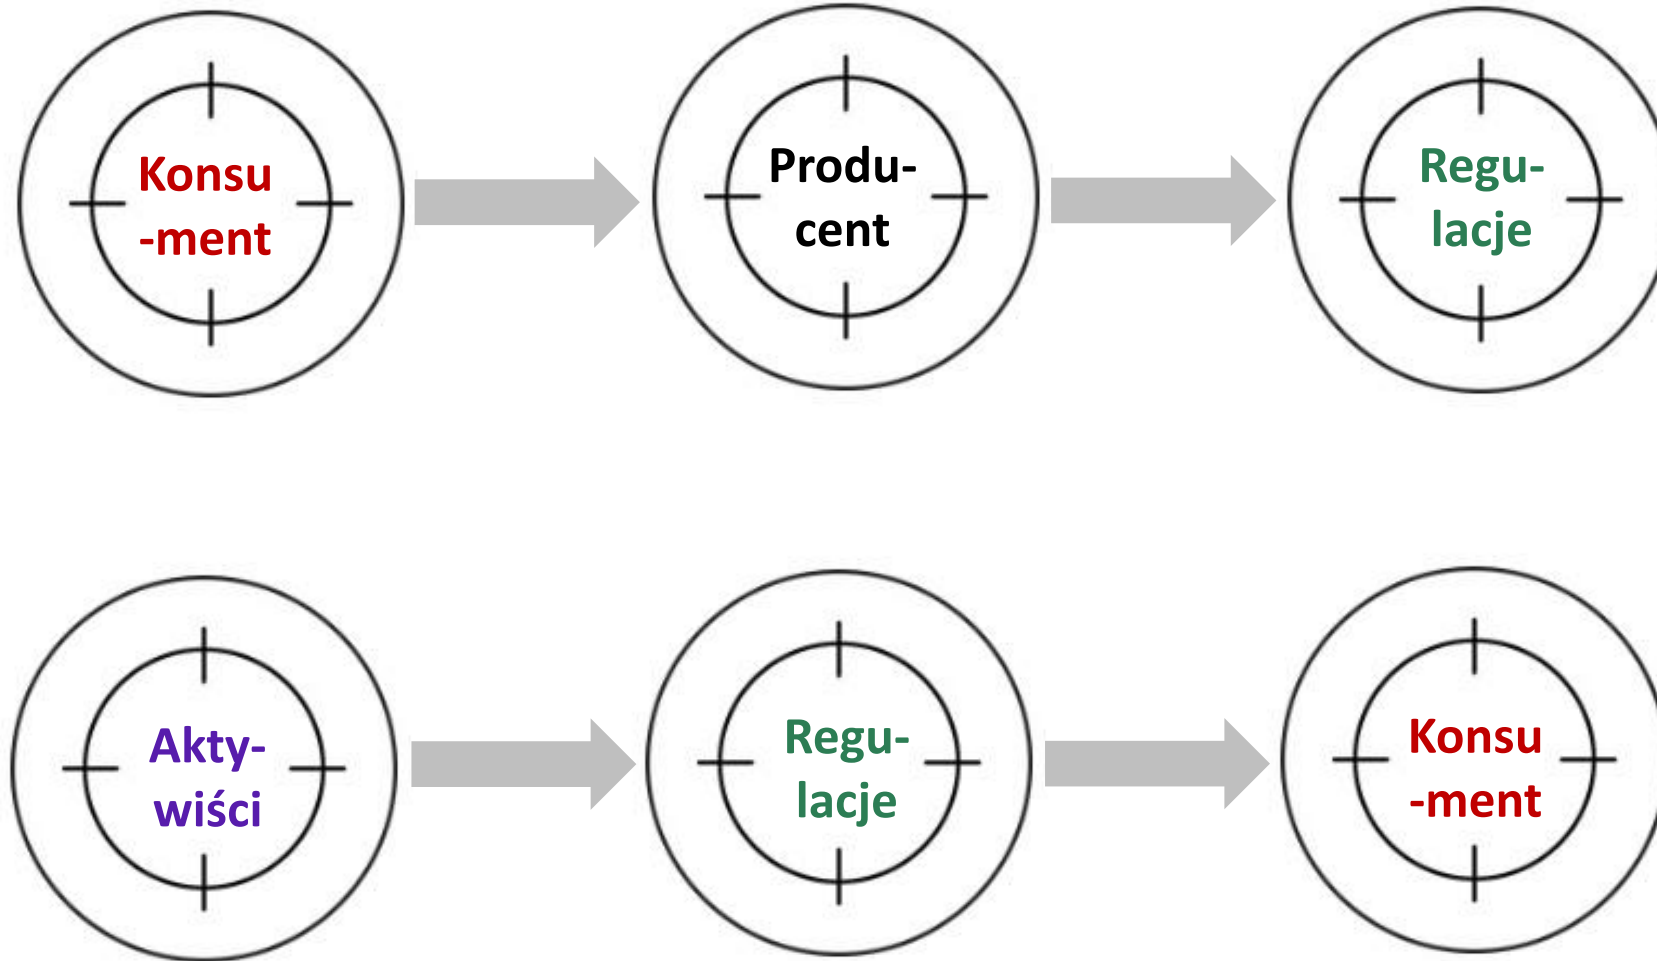 Konsu
-ment
Produ-
cent
Regu-
lacje
Akty-
wiści
Regu-
lacje
Konsu
-ment